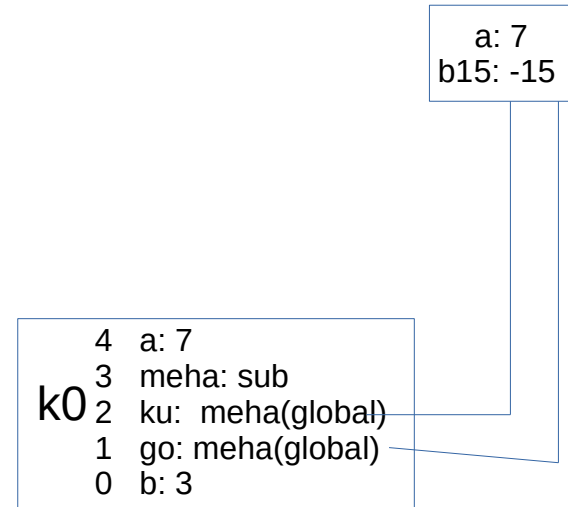 a: 7
b15: -15
k0
4 a: 7
3 meha: sub
2 ku: meha(global)
1 go: meha(global)
0 b: 3